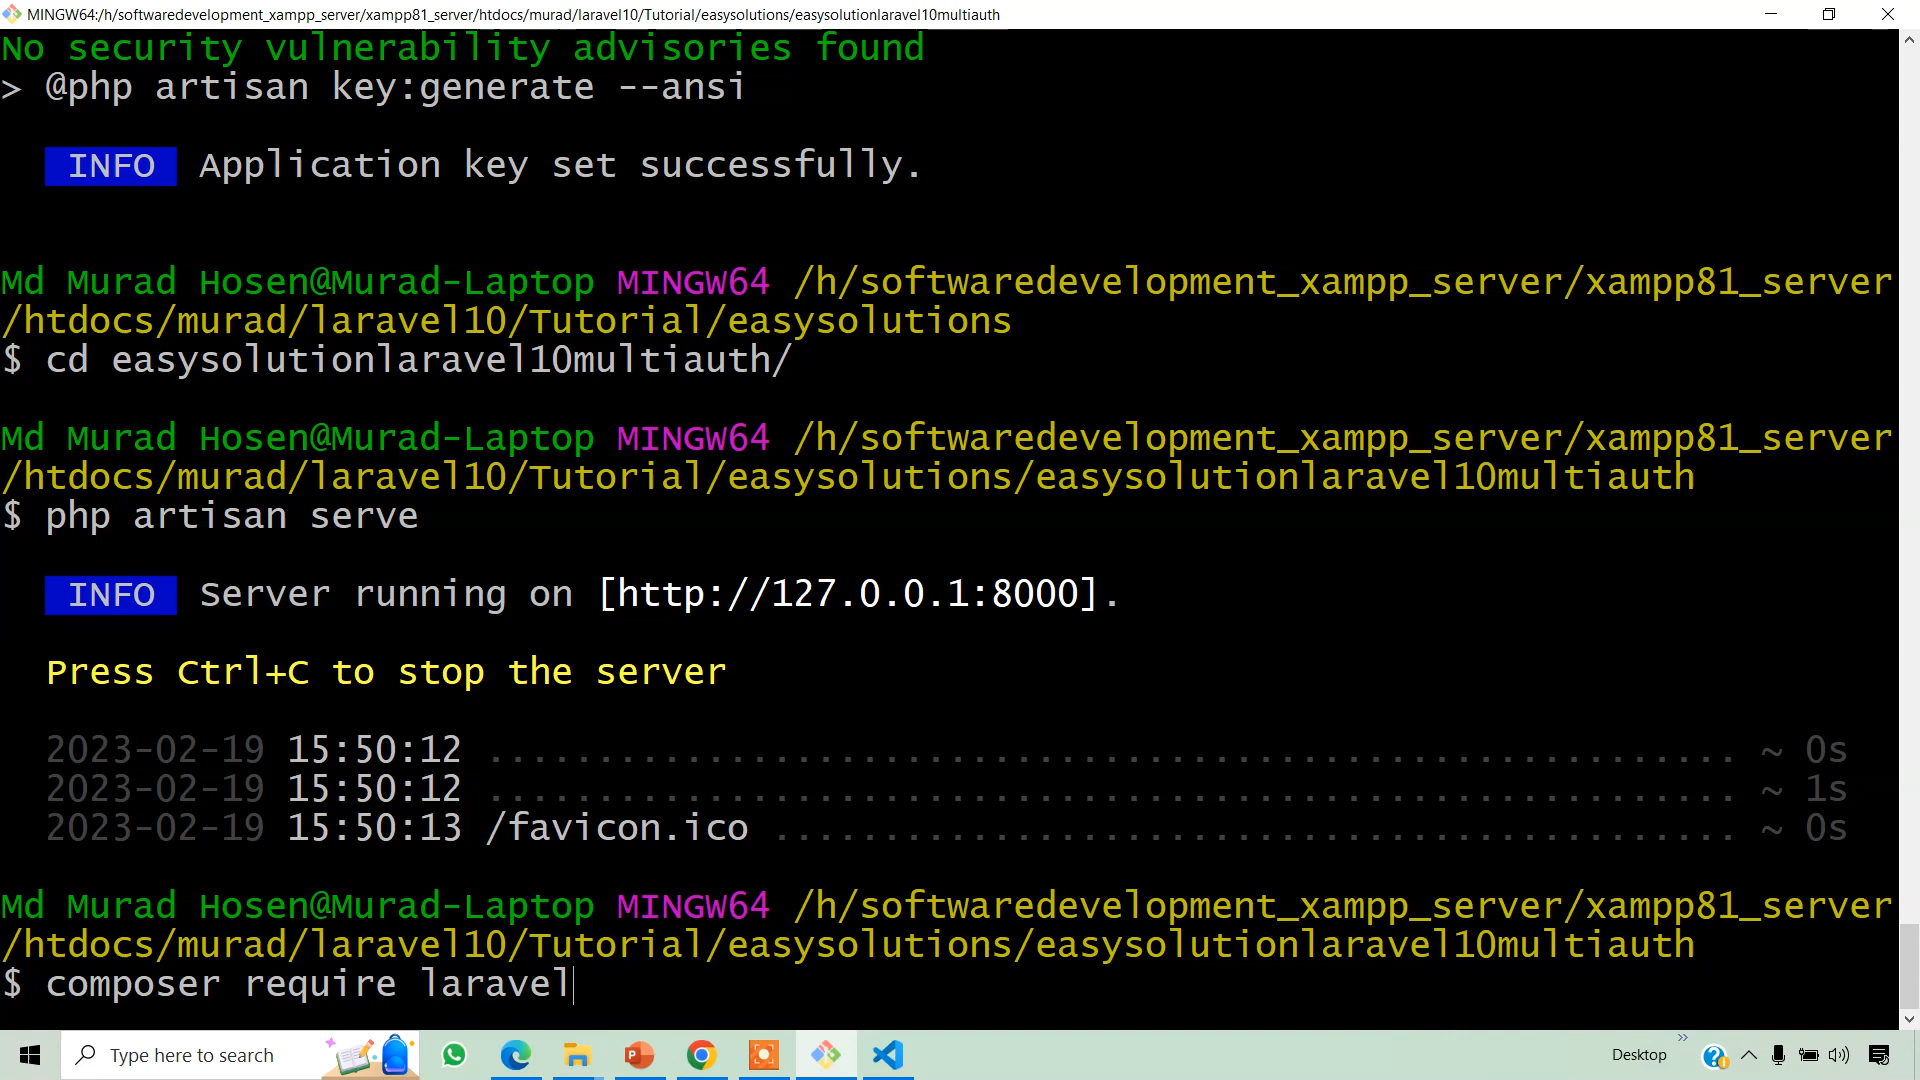 MINGW64:/h/softwaredevelopment_xampp_server/xampp81_server/htdocs/murad/laravel10/Tutorial/easysolutions/easysolutionlaravel10multiauth
No security vulnerability advisories found
> @php artisan key:generate --ansi
INFO Application key set successfully.
Md Murad Hosen@Murad-Laptop MINGW64 /h/softwaredevelopment_xampp_server/xampp81_server
/htdocs/murad/laravel10/Tutorial/easysolutions
$ cd easysolutionlaravel10multiauth/
Md Murad Hosen@Murad-Laptop MINGW64 /h/softwaredevelopment_xampp_server/xampp81_server
/htdocs/murad/laravel10/Tutorial/easysolutions/easysolutionlaravel10multiauth
$ php artisan serve
INFO Server running on [http://127.0.0.1:8000].
Press Ctrl+C to stop the server
2023-02-19 15:50:12 ......................................................... ~ 0s
2023-02-19 15:50:12 ......................................................... ~ 1s
2023-02-19 15:50:13 /favicon.ico ............................................ ~ 0s
Md Murad Hosen@Murad-Laptop MINGW64 /h/softwaredevelopment_xampp_server/xampp81_server
/htdocs/murad/laravel10/Tutorial/easysolutions/easysolutionlaravel10multiauth
$ composer require laravel
Type here to search
Desktop